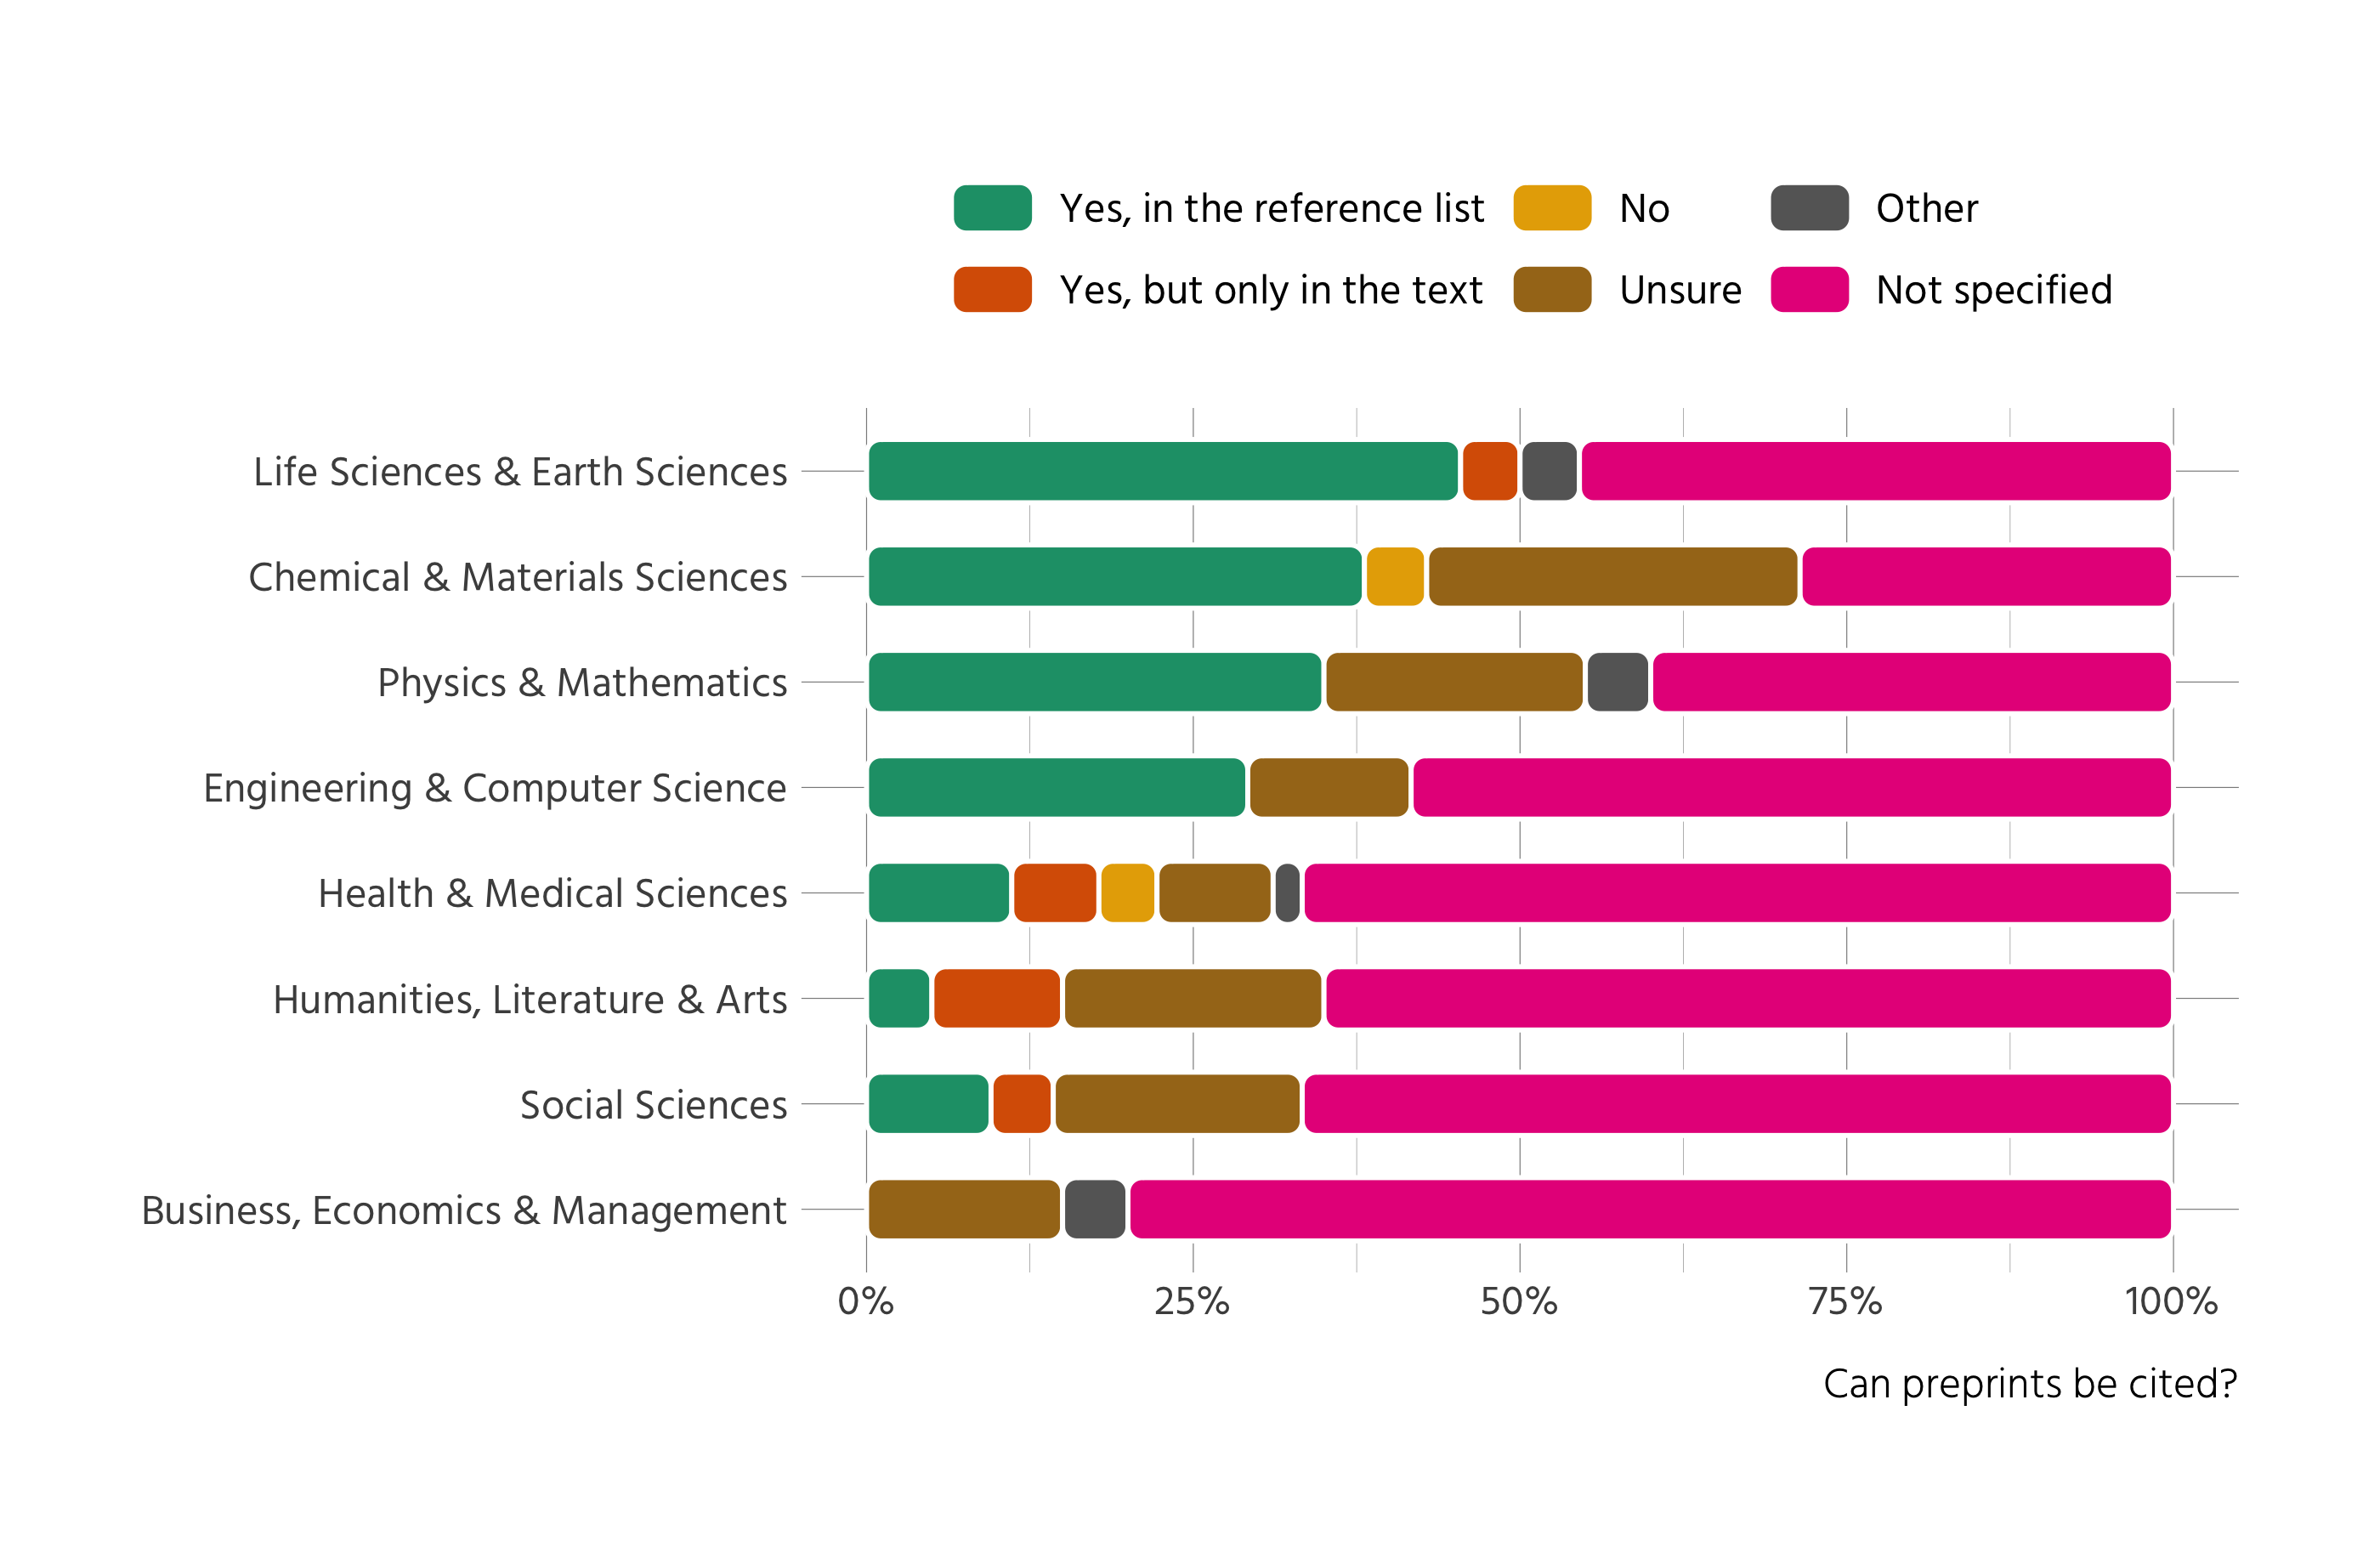 Yes, in the reference list No Other
Yes, but only in the text Unsure Not specified
Life Sciences & Earth Sciences
Chemical & Materials Sciences
Physics & Mathematics
Engineering & Computer Science
Health & Medical Sciences
Humanities, Literature & Arts
Social Sciences
Business, Economics & Management
0% 25% 50% 75% 100%
Can preprints be cited?